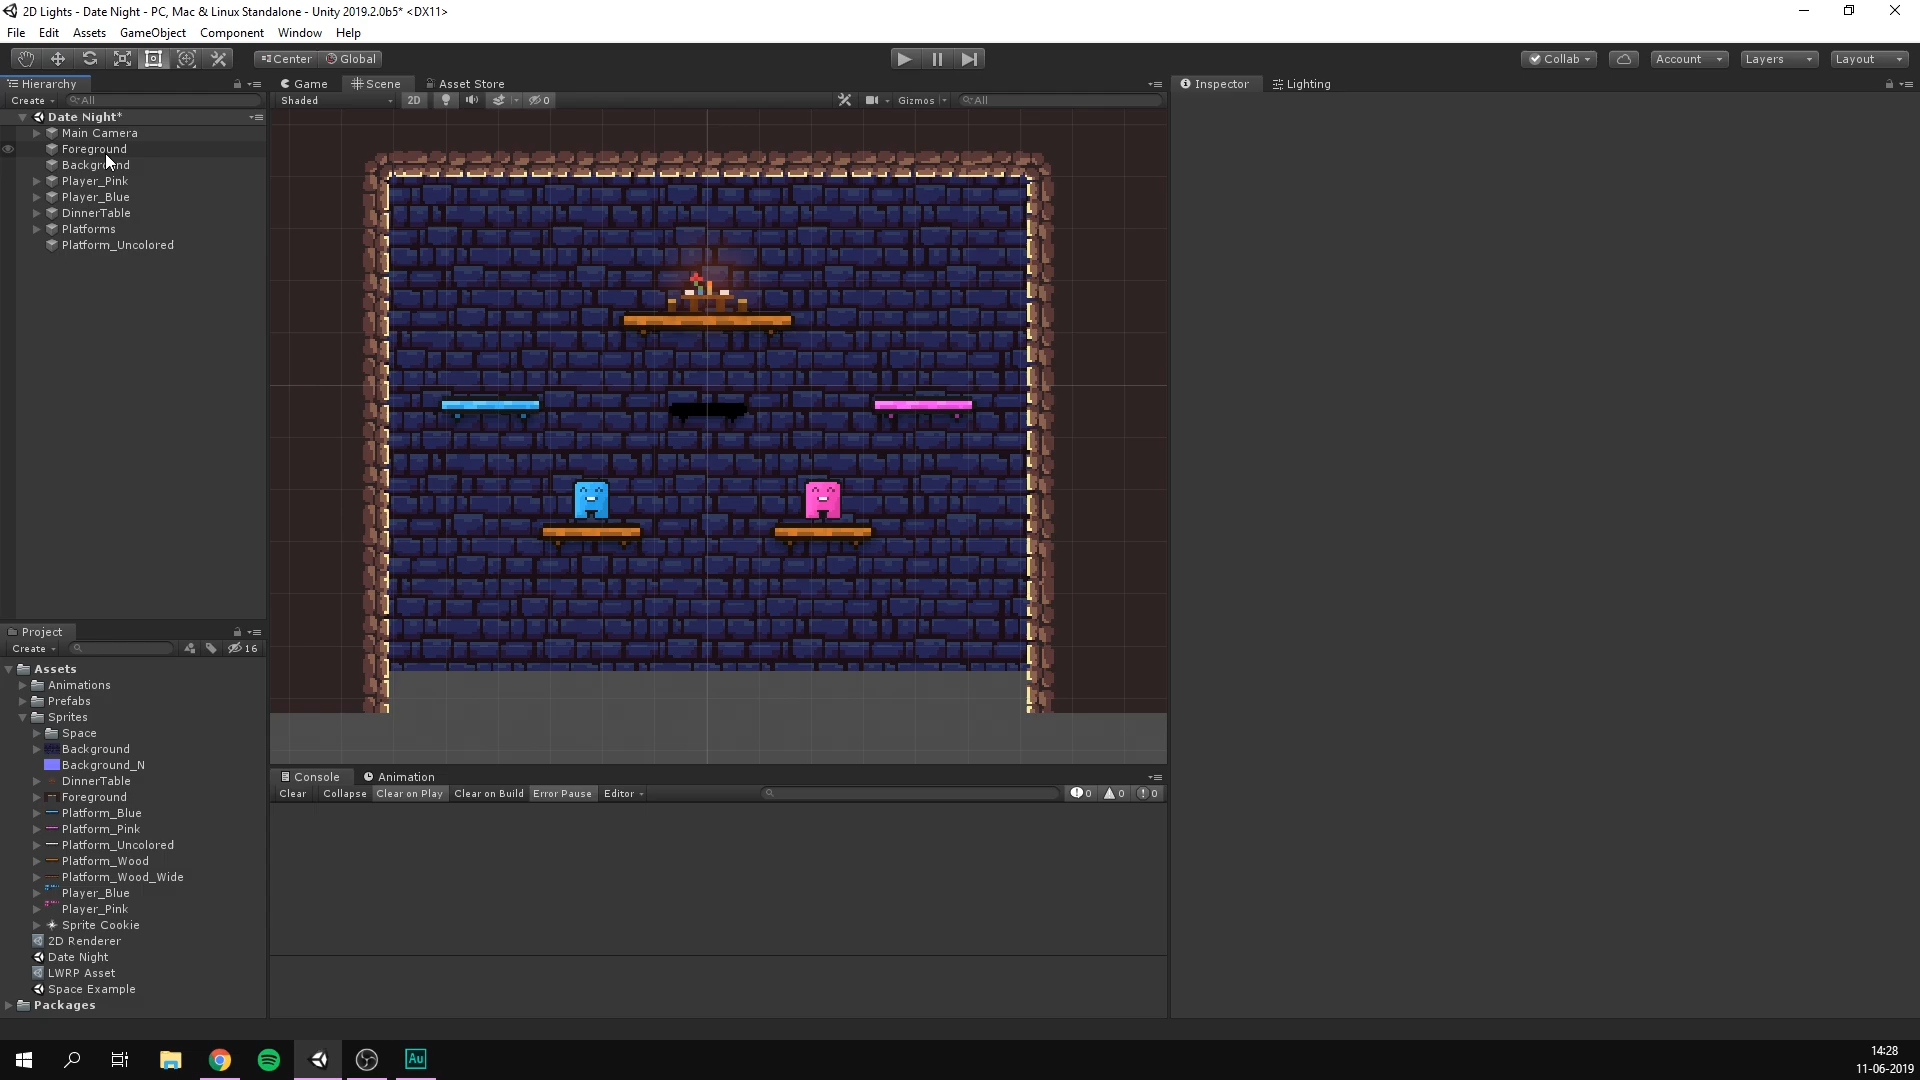 2D Lights - Date Night - PC, Mac & Linux Standalone - Unity 2019.2.0b5* <DX11>
File Edit Assets GameObject Component Window Help
Center Global Collab Account Layers Layout
Hierarchy Game Scene Asset Store Inspector Lighting
Create All Shaded 2D 0 Gizmos All
Date Night*
Main Camera
Foreground
Background
Player_Pink
Player_Blue
DinnerTable
Platforms
Platform_Uncolored
Project
Create 16
Assets
Animations
Prefabs
Sprites
Space
Background
Background_N
DinnerTable
Foreground
Platform_Blue
Platform_Pink
Platform_Uncolored
Platform_Wood
Platform_Wood_Wide
Player_Blue
Player_Pink
Sprite Cookie
2D Renderer
Date Night
LWRP Asset
Space Example
Packages
Console Animation
Clear Collapse Clear on Play Clear on Build Error Pause Editor 0 0 0
Au
14:28
11-06-2019